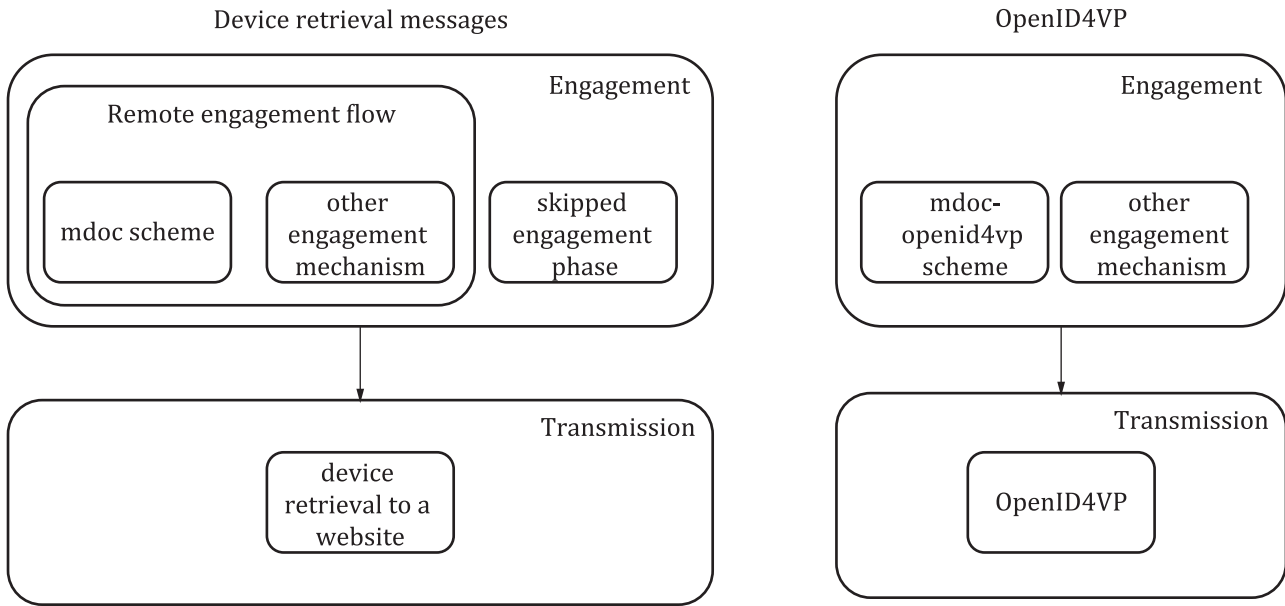 Device retrieval messages
Engagement
Remote engagement flow
mdoc scheme
other
engagement
mechanism
skipped
engagement
phase
Transmission
device
retrieval to a
website
OpenID4VP
Engagement
mdoc-
openid4vp
scheme
other
engagement
mechanism
Transmission
OpenID4VP